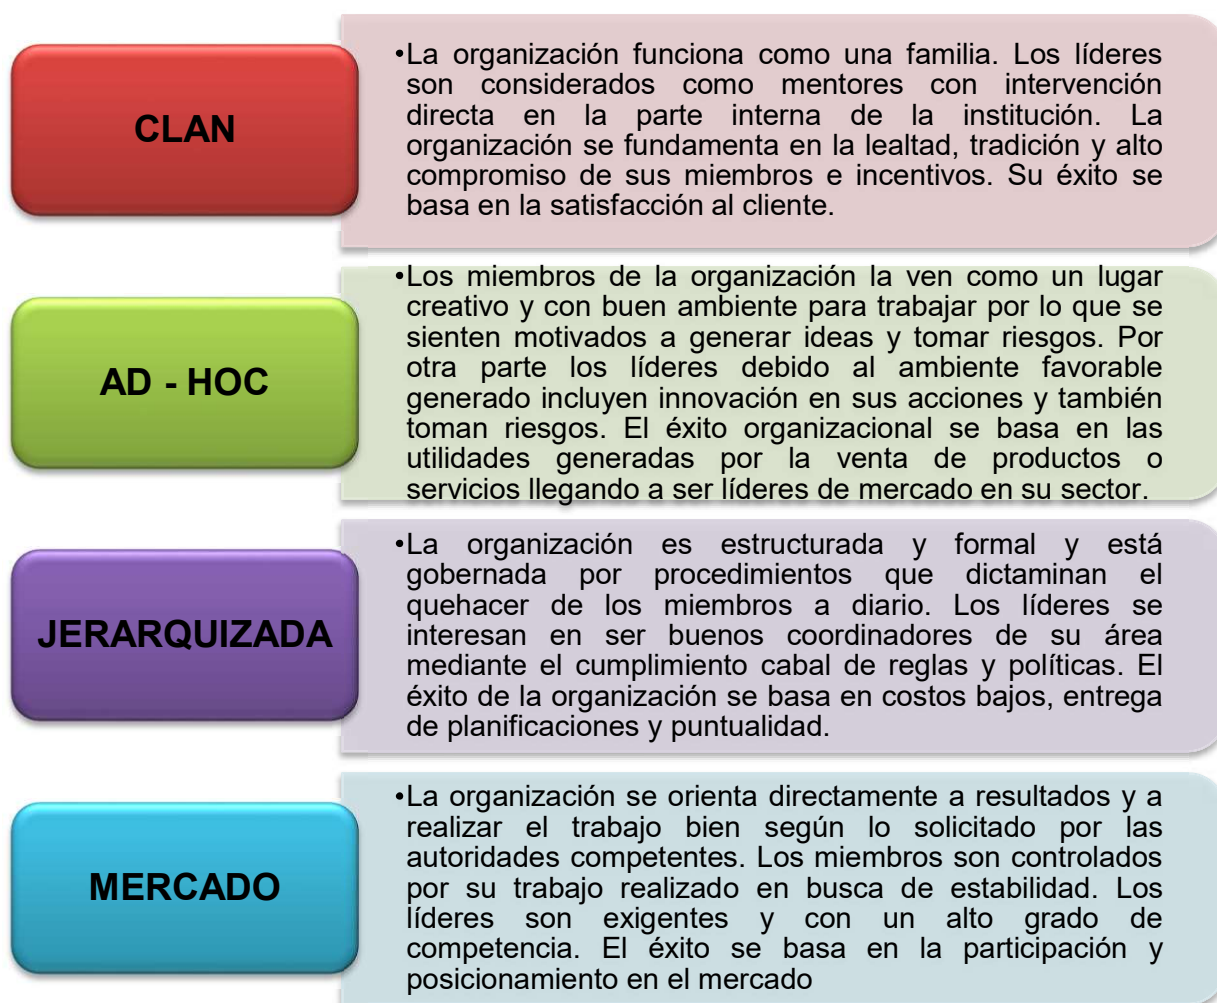 CLAN
•La organización funciona como una familia. Los líderes
son considerados como mentores con intervención
directa en la parte interna de la institución. La
organización se fundamenta en la lealtad, tradición y alto
compromiso de sus miembros e incentivos. Su éxito se
basa en la satisfacción al cliente.
AD - HOC
•Los miembros de la organización la ven como un lugar
creativo y con buen ambiente para trabajar por lo que se
sienten motivados a generar ideas y tomar riesgos. Por
otra parte los líderes debido al ambiente favorable
generado incluyen innovación en sus acciones y también
toman riesgos. El éxito organizacional se basa en las
utilidades generadas por la venta de productos o
servicios llegando a ser líderes de mercado en su sector.
JERARQUIZADA
•La organización es estructurada y formal y está
gobernada por procedimientos que dictaminan el
quehacer de los miembros a diario. Los líderes se
interesan en ser buenos coordinadores de su área
mediante el cumplimiento cabal de reglas y políticas. El
éxito de la organización se basa en costos bajos, entrega
de planificaciones y puntualidad.
MERCADO
•La organización se orienta directamente a resultados y a
realizar el trabajo bien según lo solicitado por las
autoridades competentes. Los miembros son controlados
por su trabajo realizado en busca de estabilidad. Los
líderes son exigentes y con un alto grado de
competencia. El éxito se basa en la participación y
posicionamiento en el mercado